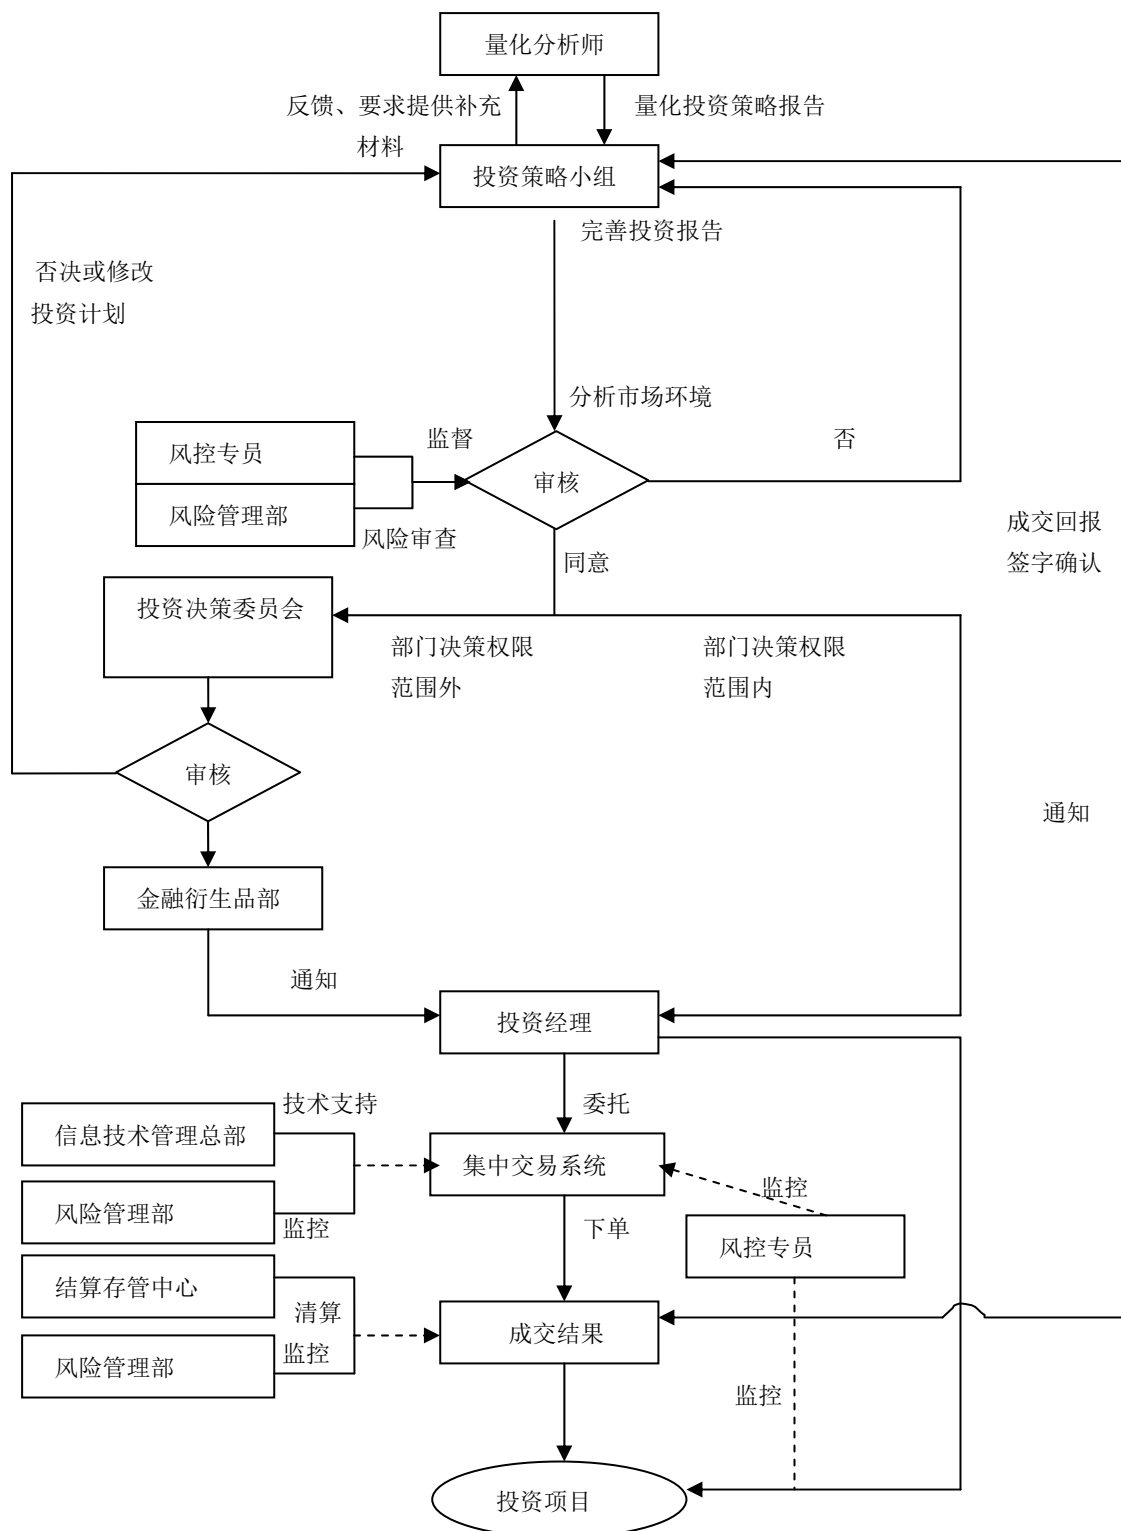 量化分析师
反馈、要求提供补充
材料
量化投资策略报告
投资策略小组
完善投资报告
否决或修改
投资计划
分析市场环境
风控专员
风险管理部
监督
风险审查
审核
否
同意
成交回报
签字确认
投资决策委员会
部门决策权限
范围外
部门决策权限
范围内
审核
通知
金融衍生品部
通知
投资经理
技术支持
委托
信息技术管理总部
集中交易系统
监控
风险管理部
监控
下单
风控专员
结算存管中心
清算
成交结果
监控
风险管理部
监控
投资项目